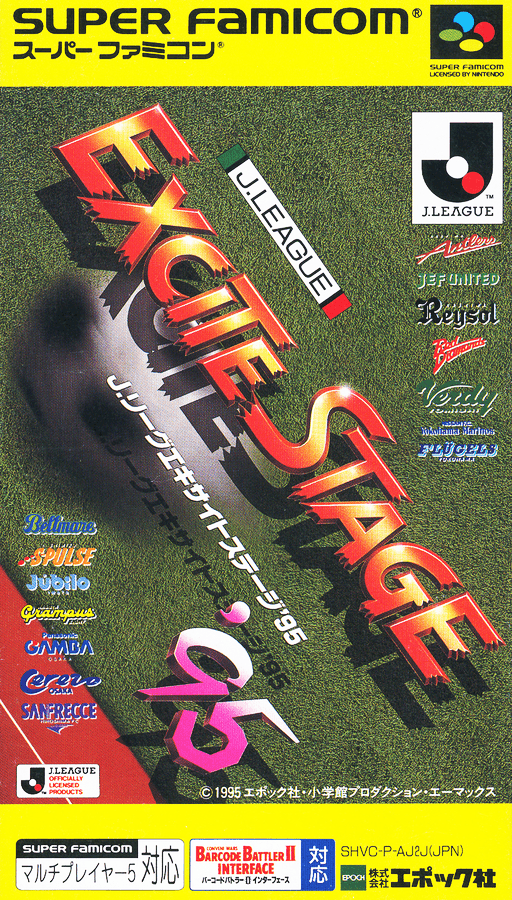 SUPER FAMICOM®
スーパーファミコン®
SUPER FAMICOM
LICENSED BY NINTENDO
J.LEAGUE
EXCITE STAGE
J.リーグエキサイトステージ'95
'95
TM
J.LEAGUE
Antlers
JEF UNITED
Reysol
Red
Diamonds
Verdy
Yokohama Marinos
FLÜGELS
YOKOHAMA
Bellmare
S-PULSE
Júbilo
Grampus
Panasonic
GAMBA
OSAKA
Cerezo
OSAKA
SANFRECCE
J.LEAGUE
OFFICIALLY
LICENSED
PRODUCTS
©1995 エポック社・小学館プロダクション・エーマックス
SUPER FAMICOM
マルチプレイヤー5 対応
CONVENI WARS
BARCODE BATTLER II
INTERFACE
バーコードバトラーII インターフェース
対応
SHVC-P-AJ2J(JPN)
EPOCH 株式会社エポック社